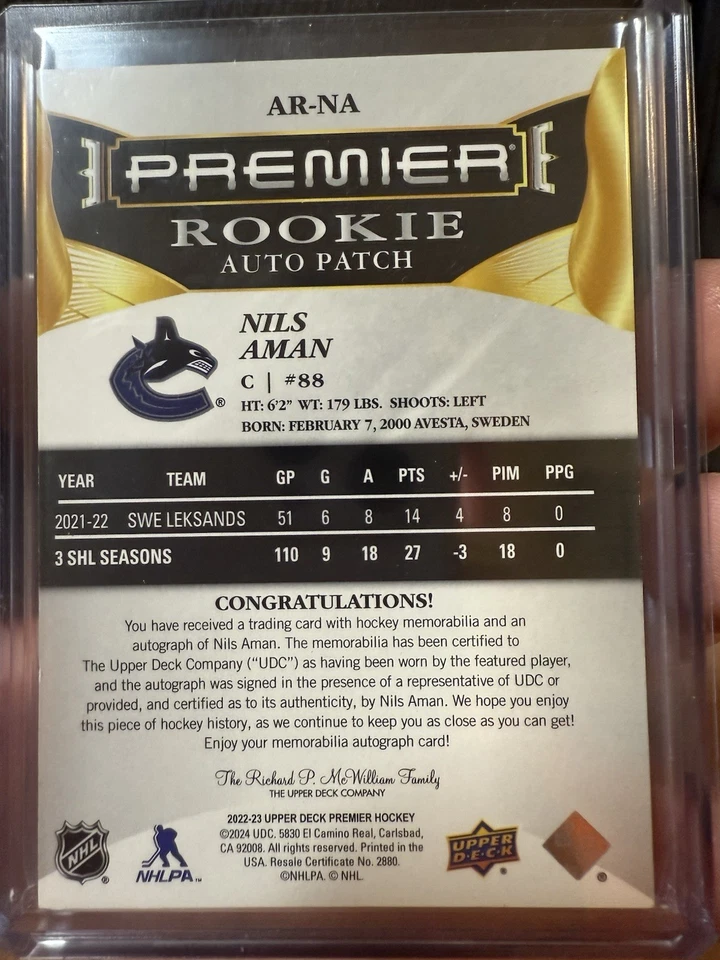 AR-NA
PREMIER®
ROOKIE
AUTO PATCH
NILS
AMAN
C | #88
®
HT: 6'2" WT: 179 LBS. SHOOTS: LEFT
BORN: FEBRUARY 7, 2000 AVESTA, SWEDEN
YEAR TEAM GP G A PTS +/- PIM PPG
2021-22 SWE LEKSANDS 51 6 8 14 4 8 0
3 SHL SEASONS 110 9 18 27 -3 18 0
CONGRATULATIONS!
You have received a trading card with hockey memorabilia and an
autograph of Nils Aman. The memorabilia has been certified to
The Upper Deck Company ("UDC") as having been worn by the featured player,
and the autograph was signed in the presence of a representative of UDC or
provided, and certified as to its authenticity, by Nils Aman. We hope you enjoy
this piece of hockey history, as we continue to keep you as close as you can get!
Enjoy your memorabilia autograph card!
The Richard P. McWilliam Family
THE UPPER DECK COMPANY
2022-23 UPPER DECK PREMIER HOCKEY
©2024 UDC. 5830 El Camino Real, Carlsbad,
CA 92008. All rights reserved. Printed in the
USA. Resale Certificate No. 2880.
©NHLPA. © NHL.
NHL ®
NHLPA™
UPPER
D·E·C·K ®
®